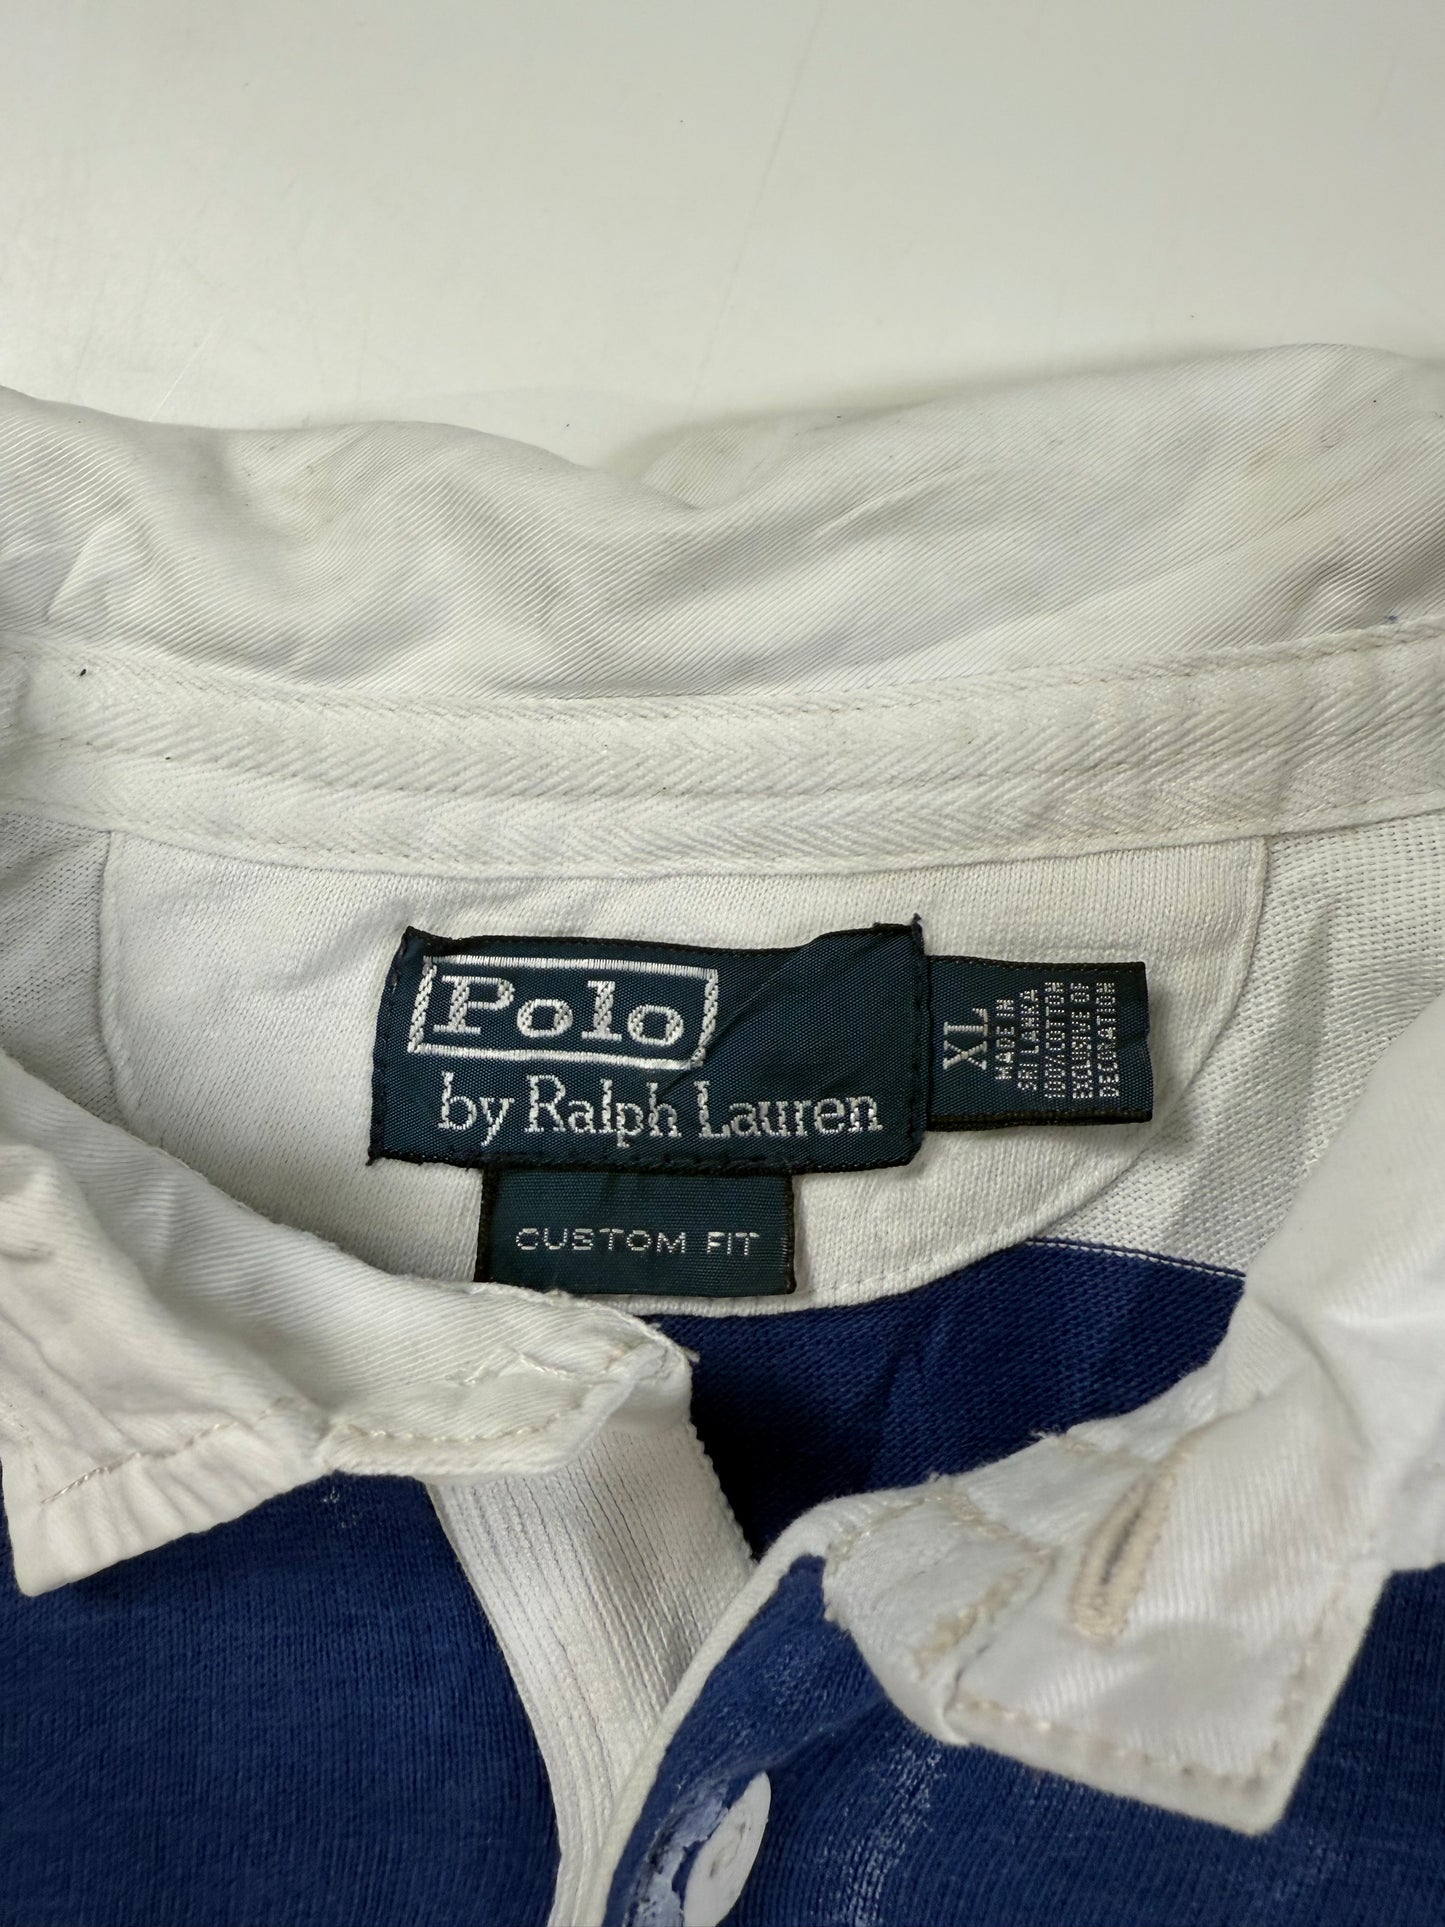 Polo
by Ralph Lauren
XL
MADE IN
SRI LANKA
100% COTTON
EXCLUSIVE OF
DECORATION
CUSTOM FIT